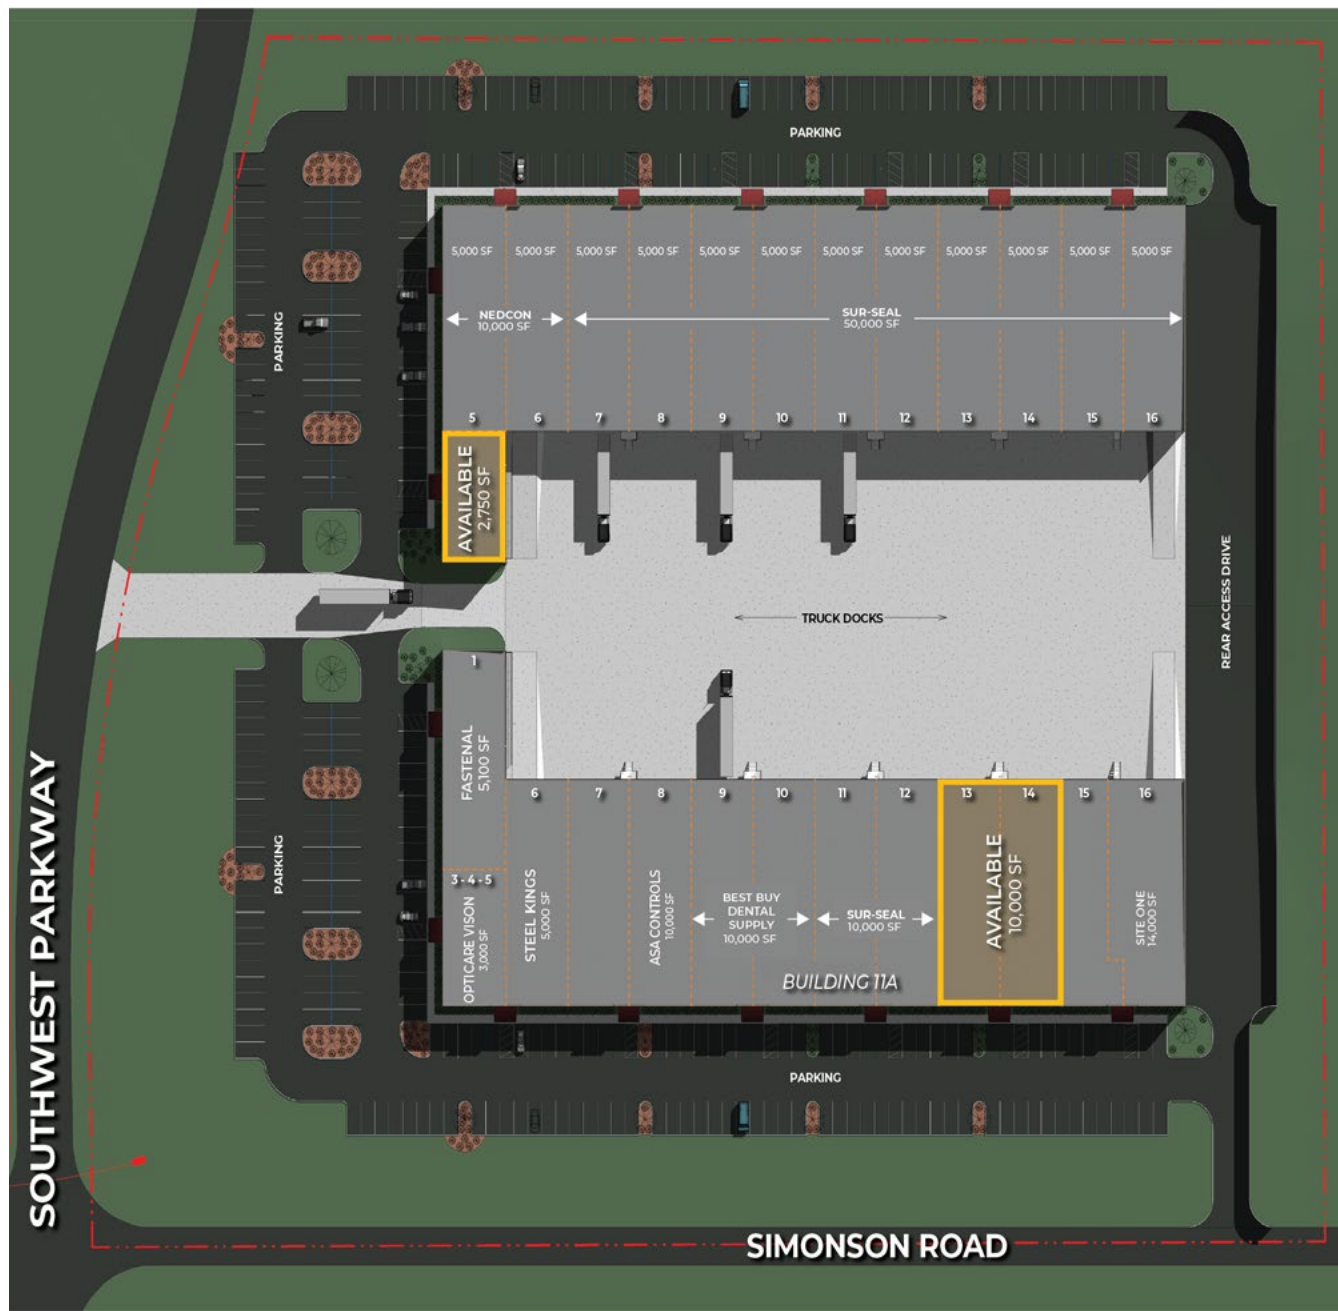 PARKING
5,000 SF
5,000 SF
5,000 SF
5,000 SF
5,000 SF
5,000 SF
5,000 SF
5,000 SF
5,000 SF
5,000 SF
5,000 SF
5,000 SF
NEDCON
10,000 SF
SUR-SEAL
50,000 SF
PARKING
5
6
7
8
9
10
11
12
13
14
15
16
AVAILABLE
2,750 SF
TRUCK DOCKS
REAR ACCESS DRIVE
1
FASTENAL
5,100 SF
6
7
8
9
10
11
12
13
14
15
16
PARKING
3 - 4 - 5
OPTICARE VISON
3,000 SF
STEEL KINGS
5,000 SF
ASA CONTROLS
10,000 SF
BEST BUY
DENTAL
SUPPLY
10,000 SF
SUR-SEAL
10,000 SF
AVAILABLE
10,000 SF
SITE ONE
14,000 SF
BUILDING 11A
PARKING
SOUTHWEST PARKWAY
SIMONSON ROAD